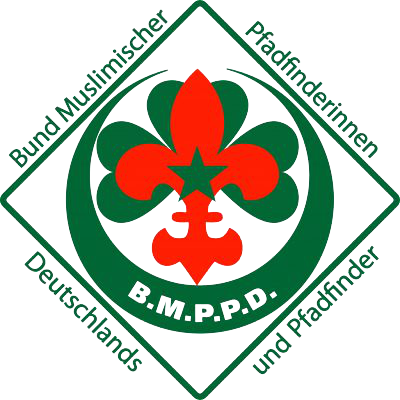 Bund Muslimischer
Pfadfinderinnen
und Pfadfinder
Deutschlands
B.M.P.P.D.